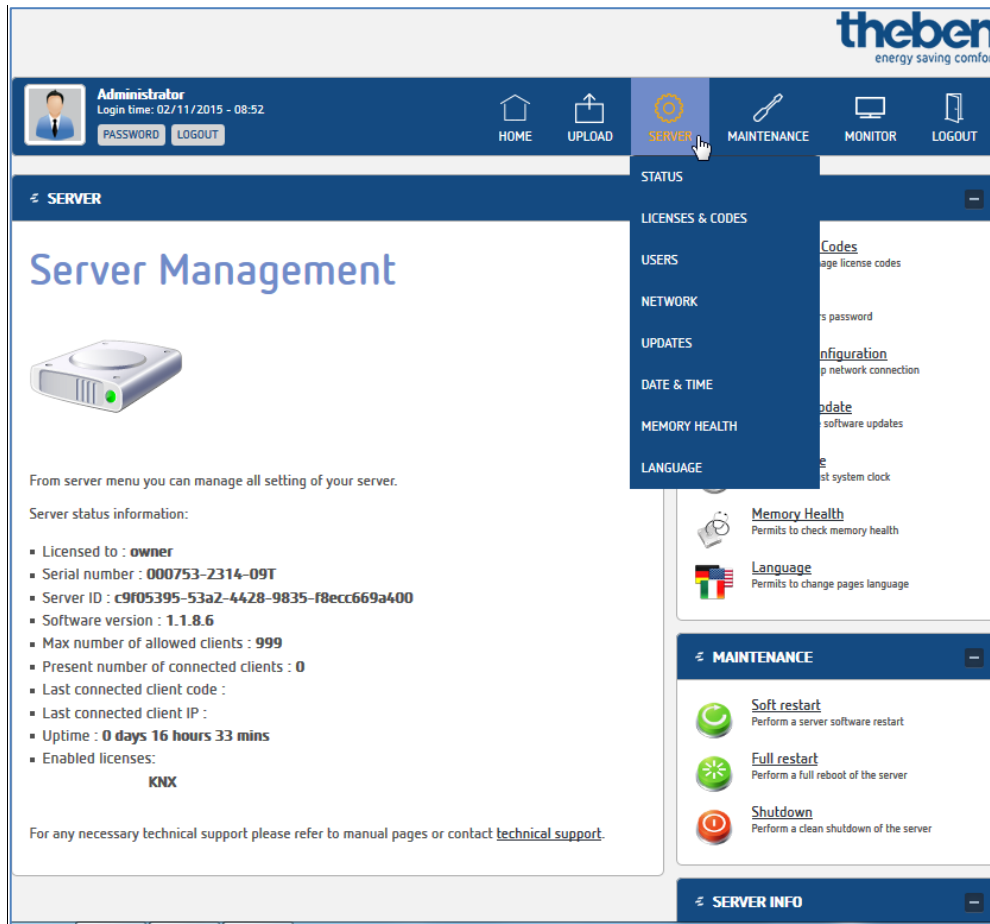 theben
energy saving comfor
Administrator
Login time: 02/11/2015 - 08:52
PASSWORD LOGOUT
HOME
UPLOAD
SERVER
MAINTENANCE
MONITOR
LOGOUT
STATUS
LICENSES & CODES
USERS
NETWORK
UPDATES
DATE & TIME
MEMORY HEALTH
LANGUAGE
SERVER
Server Management
From server menu you can manage all setting of your server.
Server status information:
Licensed to : owner
Serial number : 000753-2314-09T
Server ID : c9f05395-53a2-4428-9835-f8ecc669a400
Software version : 1.1.8.6
Max number of allowed clients : 999
Present number of connected clients : 0
Last connected client code :
Last connected client IP :
Uptime : 0 days 16 hours 33 mins
Enabled licenses:
KNX
For any necessary technical support please refer to manual pages or contact technical support.
Codes
age license codes
rs password
nfiguration
p network connection
pdate
software updates
e
st system clock
Memory Health
Permits to check memory health
Language
Permits to change pages language
MAINTENANCE
Soft restart
Perform a server software restart
Full restart
Perform a full reboot of the server
Shutdown
Perform a clean shutdown of the server
SERVER INFO